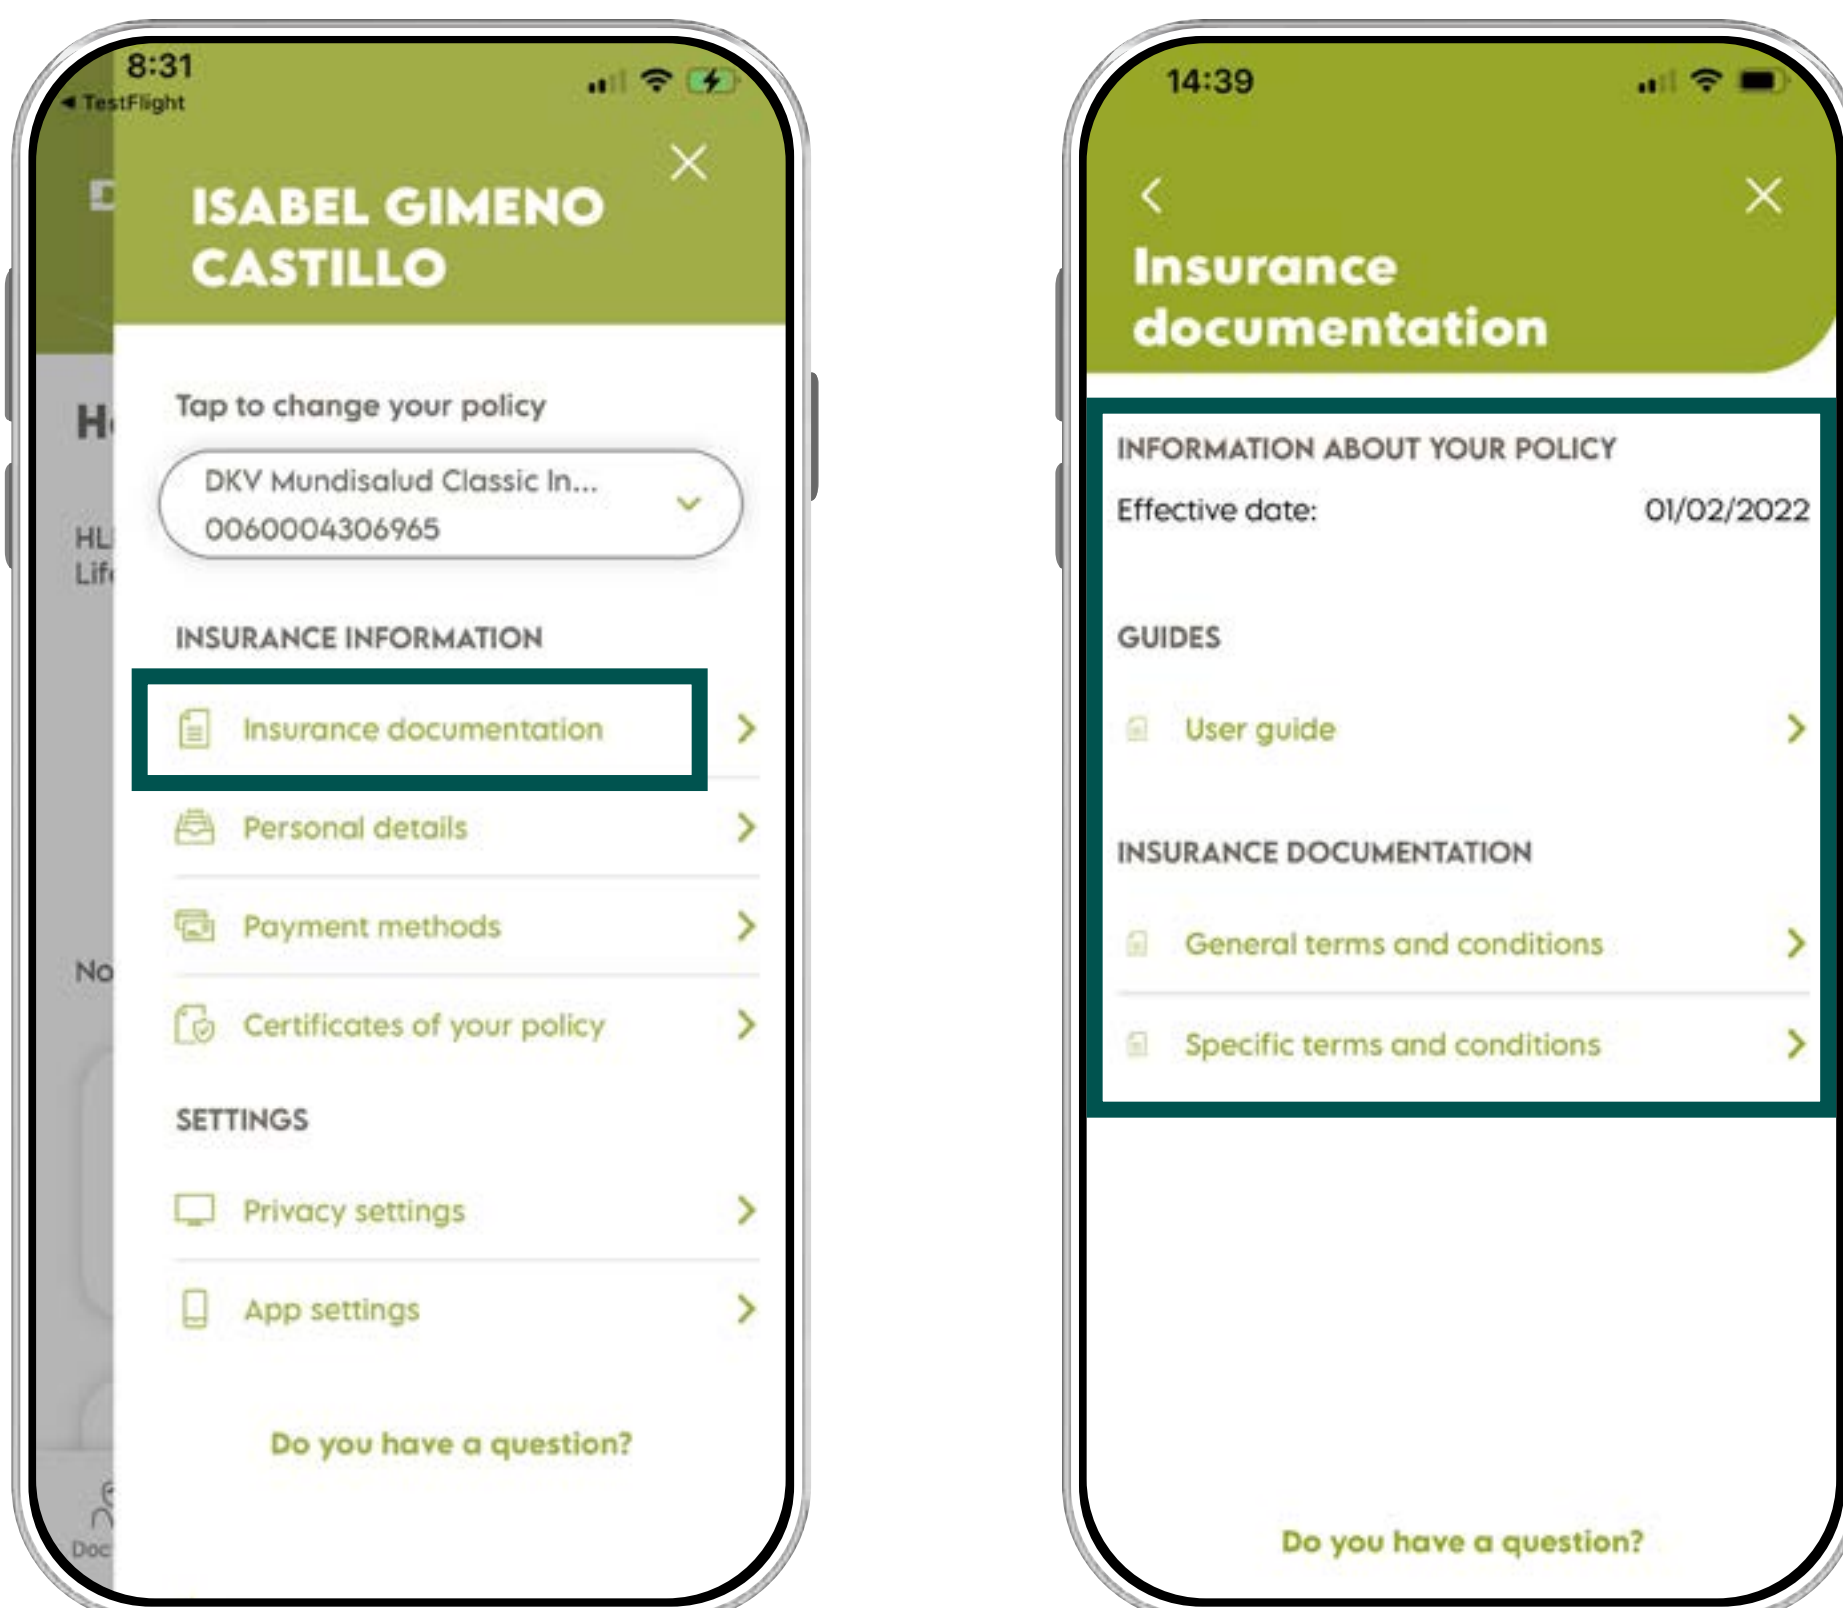 8:31
TestFlight
ISABEL GIMENO
CASTILLO
Tap to change your policy
DKV Mundisalud Classic In...
0060004306965
INSURANCE INFORMATION
Insurance documentation
Personal details
Payment methods
Certificates of your policy
SETTINGS
Privacy settings
App settings
Do you have a question?
HL
No
Doc
14:39
Insurance
documentation
INFORMATION ABOUT YOUR POLICY
Effective date: 01/02/2022
GUIDES
User guide
INSURANCE DOCUMENTATION
General terms and conditions
Specific terms and conditions
Do you have a question?